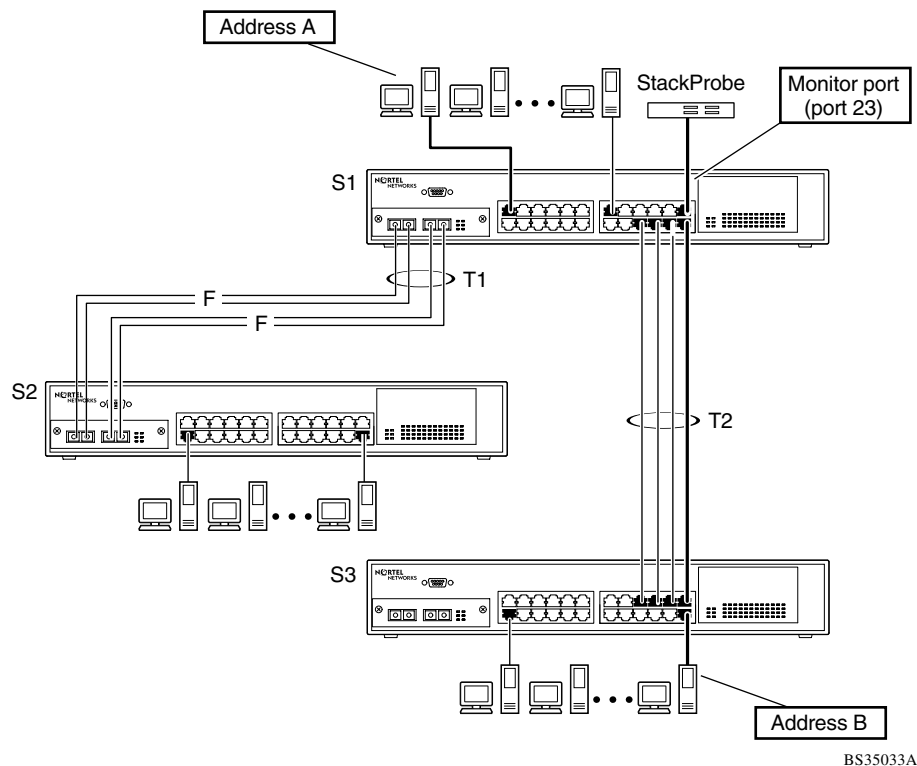 Address A
StackProbe
Monitor port
(port 23)
S1
NORTEL
NETWORKS
T1
F
F
S2
NORTEL
NETWORKS
T2
S3
NORTEL
NETWORKS
Address B
BS35033A